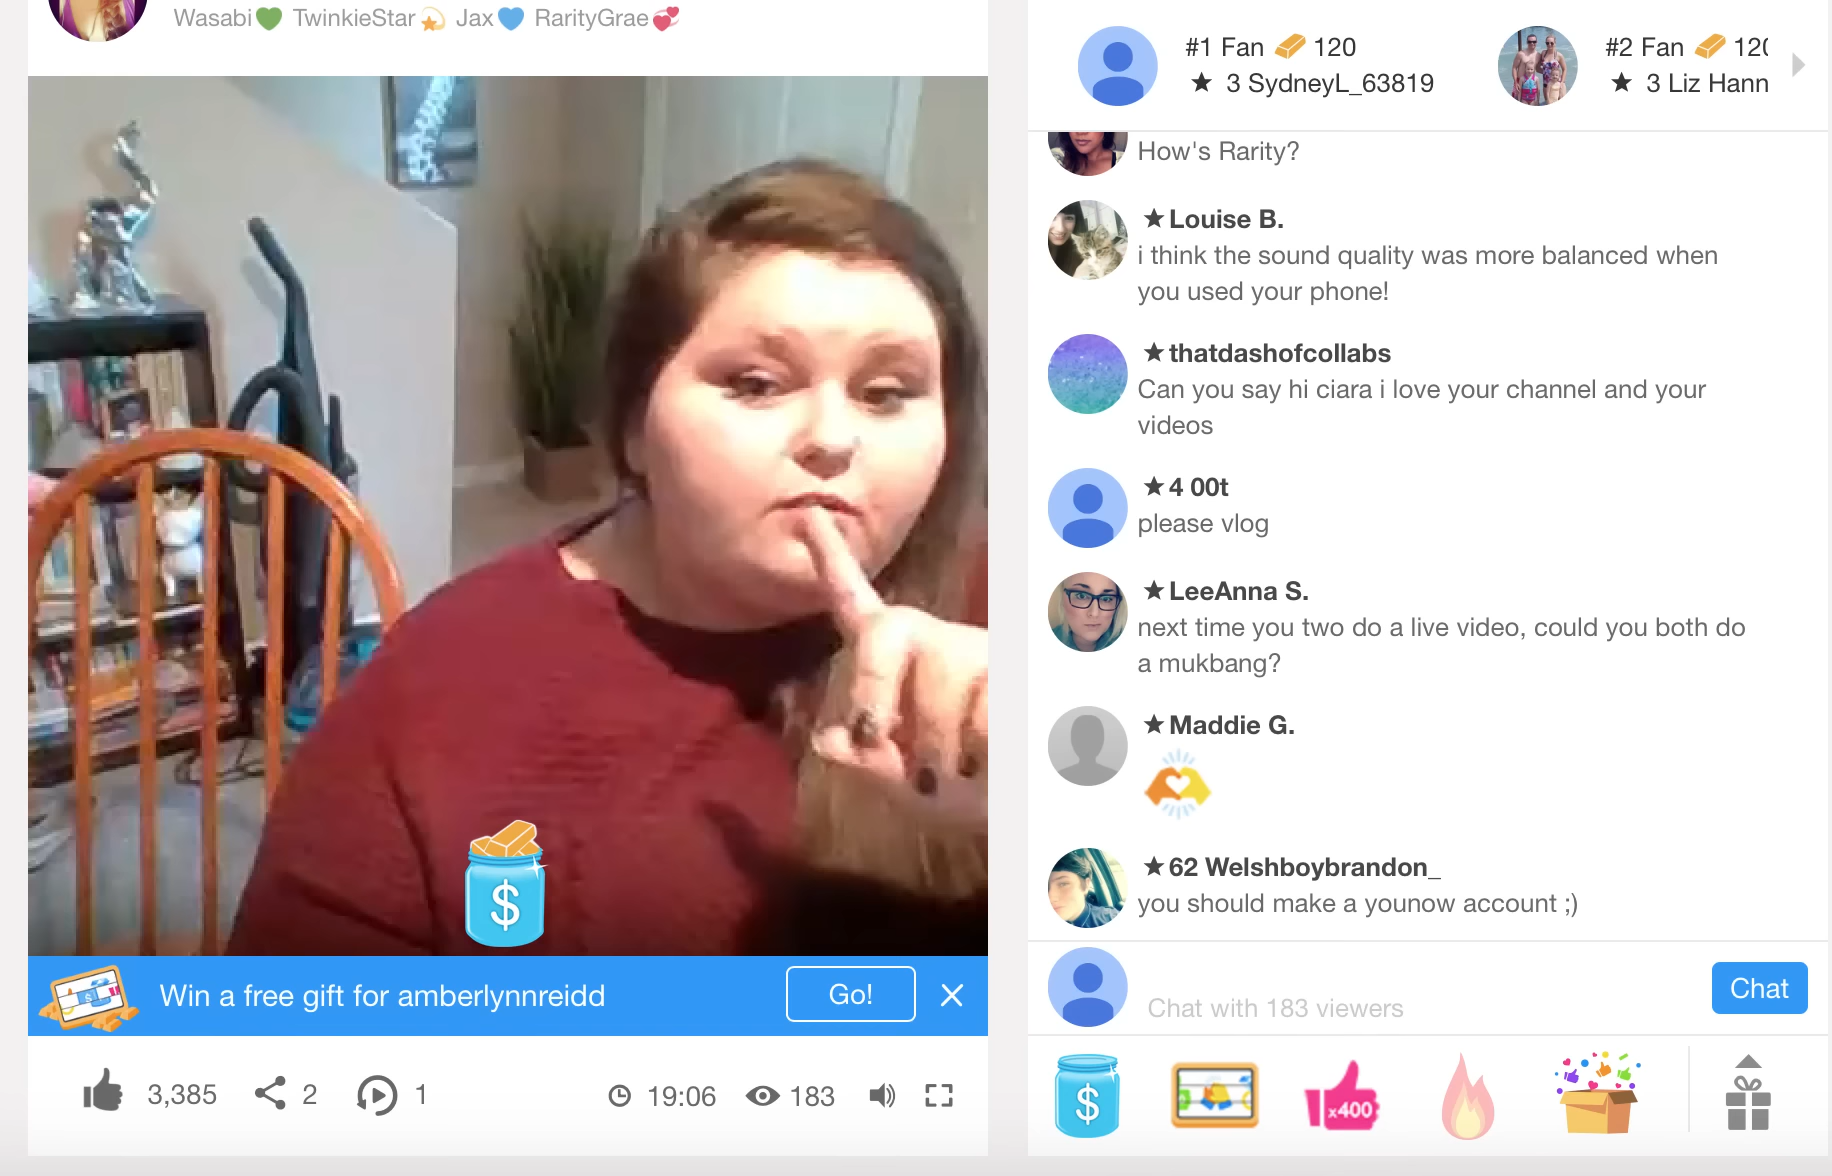 Wasabi💚 TwinkieStar💫 Jax💙 RarityGrae💞
$
Win a free gift for amberlynnreidd
Go!
3,385
2
1
19:06
183
#1 Fan 120
★ 3 SydneyL_63819
#2 Fan
★ 3 Liz Hann
How's Rarity?
★ Louise B.
i think the sound quality was more balanced when
you used your phone!
★ thatdashofcollabs
Can you say hi ciara i love your channel and your
videos
★ 4 00t
please vlog
★ LeeAnna S.
next time you two do a live video, could you both do
a mukbang?
★ Maddie G.
★ 62 Welshboybrandon_
you should make a younow account ;)
Chat with 183 viewers
Chat
$
x400